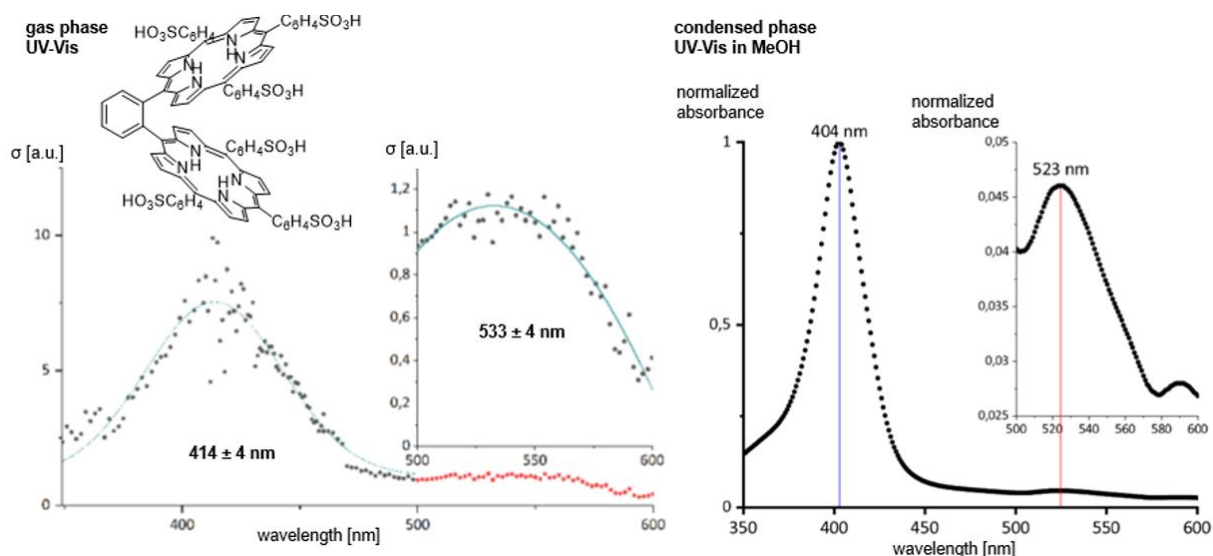 gas phase
UV-Vis
HO₃SC₆H₄
C₆H₄SO₃H
N
HN
NH
N
C₆H₄SO₃H
C₆H₄SO₃H
N
NH
HN
N
HO₃SC₆H₄
C₆H₄SO₃H
σ [a.u.]
10
5
0
400
500
600
wavelength [nm]
414 ± 4 nm
σ [a.u.]
1,2
1
0,8
0,6
0,4
0,2
0
500
550
600
533 ± 4 nm
condensed phase
UV-Vis in MeOH
normalized
absorbance
404 nm
1
0,5
0
350
400
450
500
550
600
wavelength [nm]
normalized
absorbance
523 nm
0,05
0,045
0,04
0,035
0,03
0,025
500
520
540
560
580
600